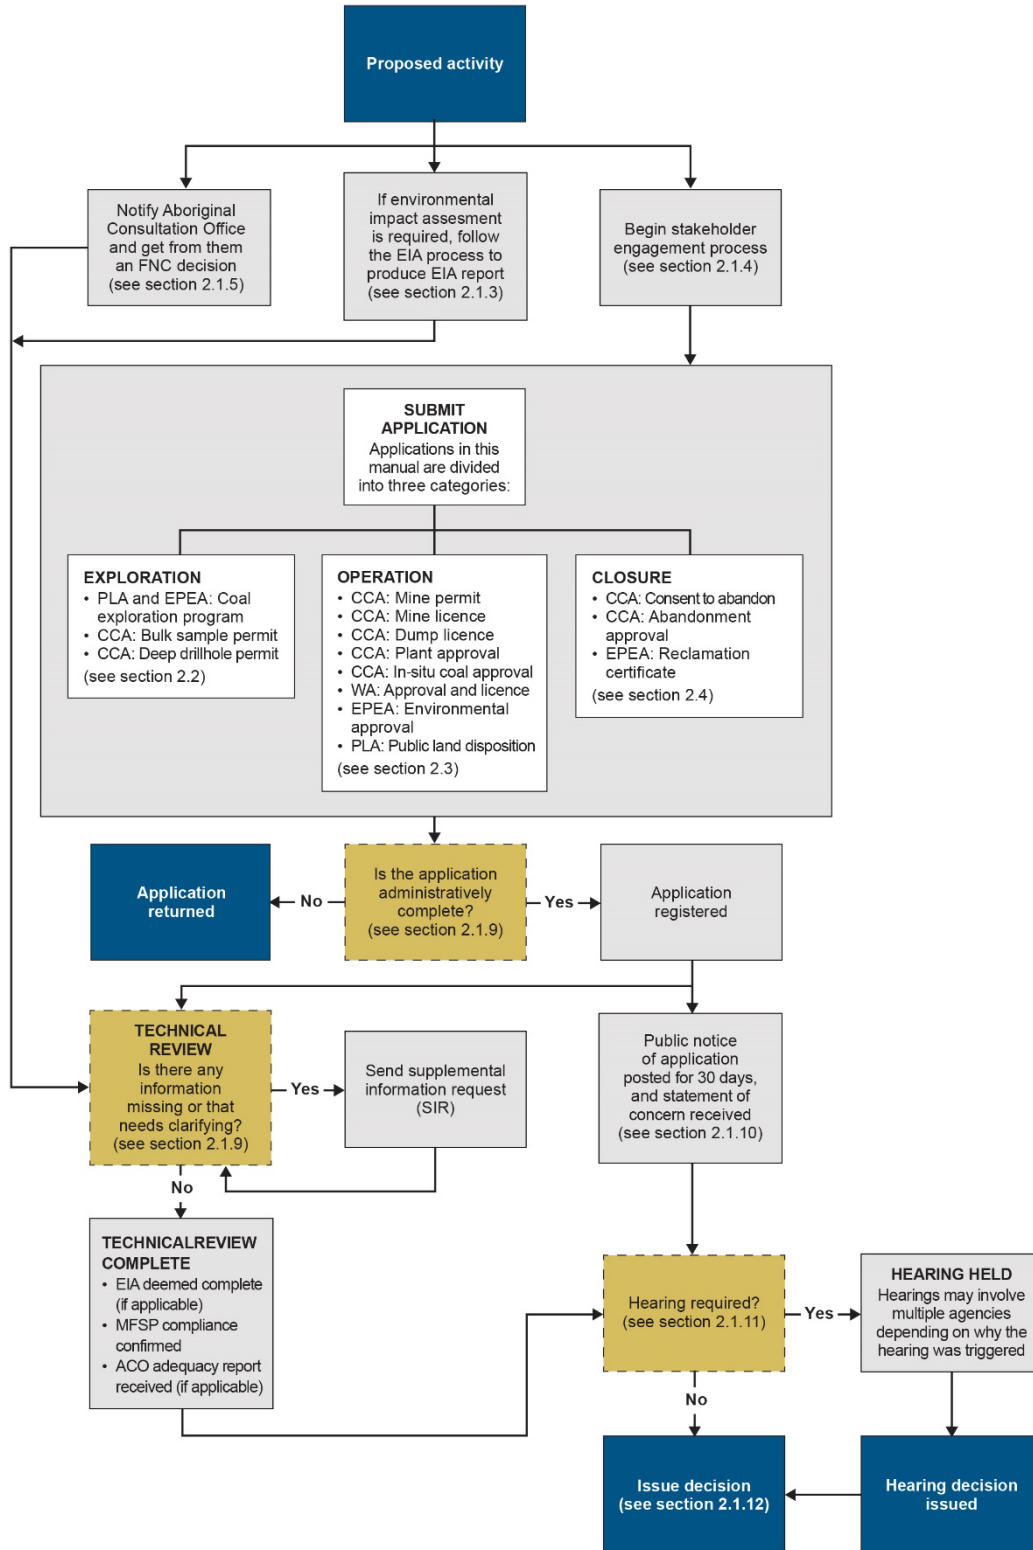 Proposed activity
Notify Aboriginal
Consultation Office
and get from them
an FNC decision
(see section 2.1.5)
If environmental
impact assesment
is required, follow
the EIA process to
produce EIA report
(see section 2.1.3)
Begin stakeholder
engagement process
(see section 2.1.4)
SUBMIT
APPLICATION
Applications in this
manual are divided
into three categories:
EXPLORATION
• PLA and EPEA: Coal
exploration program
• CCA: Bulk sample permit
• CCA: Deep drillhole permit
(see section 2.2)
OPERATION
• CCA: Mine permit
• CCA: Mine licence
• CCA: Dump licence
• CCA: Plant approval
• CCA: In-situ coal approval
• WA: Approval and licence
• EPEA: Environmental
approval
• PLA: Public land disposition
(see section 2.3)
CLOSURE
• CCA: Consent to abandon
• CCA: Abandonment
approval
• EPEA: Reclamation
certificate
(see section 2.4)
Application
returned
No
Is the application
administratively
complete?
(see section 2.1.9)
Yes
Application
registered
TECHNICAL
REVIEW
Is there any
information
missing or that
needs clarifying?
(see section 2.1.9)
Yes
Send supplemental
information request
(SIR)
Public notice
of application
posted for 30 days,
and statement of
concern received
(see section 2.1.10)
No
TECHNICALREVIEW
COMPLETE
• EIA deemed complete
(if applicable)
• MFSP compliance
confirmed
• ACO adequacy report
received (if applicable)
Hearing required?
(see section 2.1.11)
Yes
HEARING HELD
Hearings may involve
multiple agencies
depending on why the
hearing was triggered
No
Issue decision
(see section 2.1.12)
Hearing decision
issued